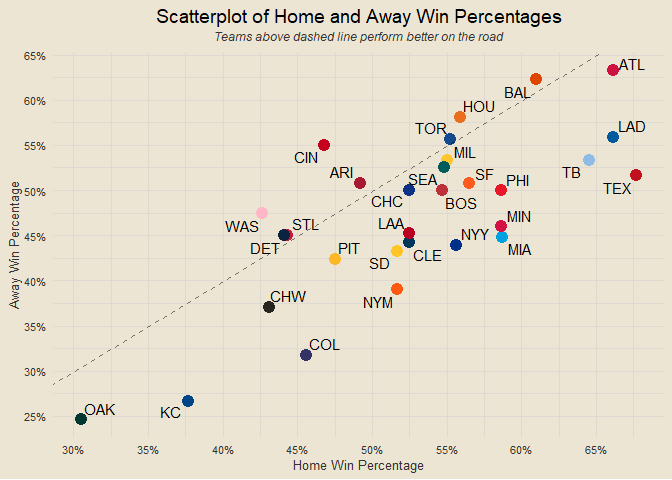 Scatterplot of Home and Away Win Percentages
Teams above dashed line perform better on the road
65%
60%
55%
50%
45%
40%
35%
30%
25%
Away Win Percentage
ATL
BAL
HOU
LAD
TOR
MIL
CIN
TB
ARI
SEA
SF
PHI
TEX
CHC
BOS
WAS
STL
LAA
MIN
DET
PIT
SD
CLE
NYY
MIA
CHW
NYM
COL
OAK
KC
30%
35%
40%
45%
50%
55%
60%
65%
Home Win Percentage